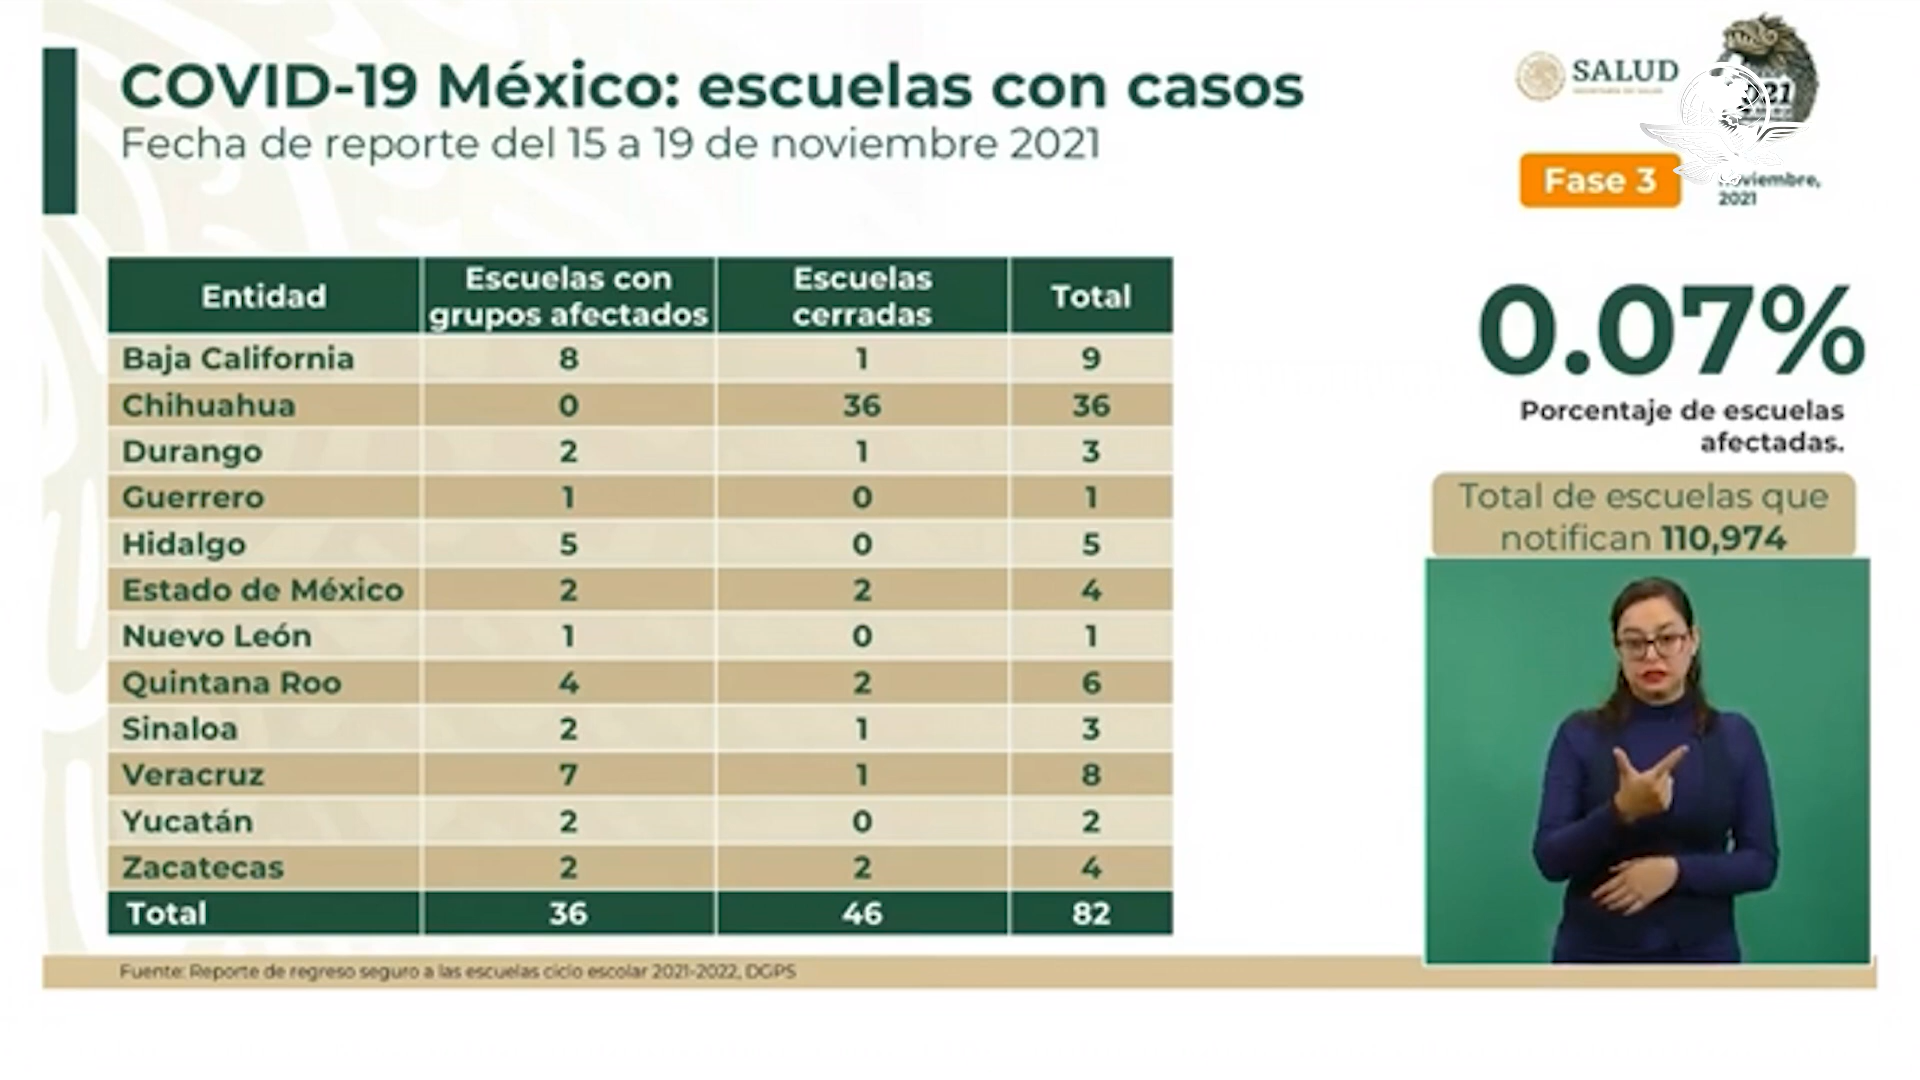 COVID-19 México: escuelas con casos
Fecha de reporte del 15 a 19 de noviembre 2021
SALUD
Fase 3
2021
Entidad Escuelas con grupos afectados Escuelas cerradas Total
Baja California 8 1 9
Chihuahua 0 36 36
Durango 2 1 3
Guerrero 1 0 1
Hidalgo 5 0 5
Estado de México 2 2 4
Nuevo León 1 0 1
Quintana Roo 4 2 6
Sinaloa 2 1 3
Veracruz 7 1 8
Yucatán 2 0 2
Zacatecas 2 2 4
Total 36 46 82
0.07%
Porcentaje de escuelas
afectadas.
Total de escuelas que
notifican 110,974
Fuente: Reporte de regreso seguro a las escuelas ciclo escolar 2021-2022, DGPS